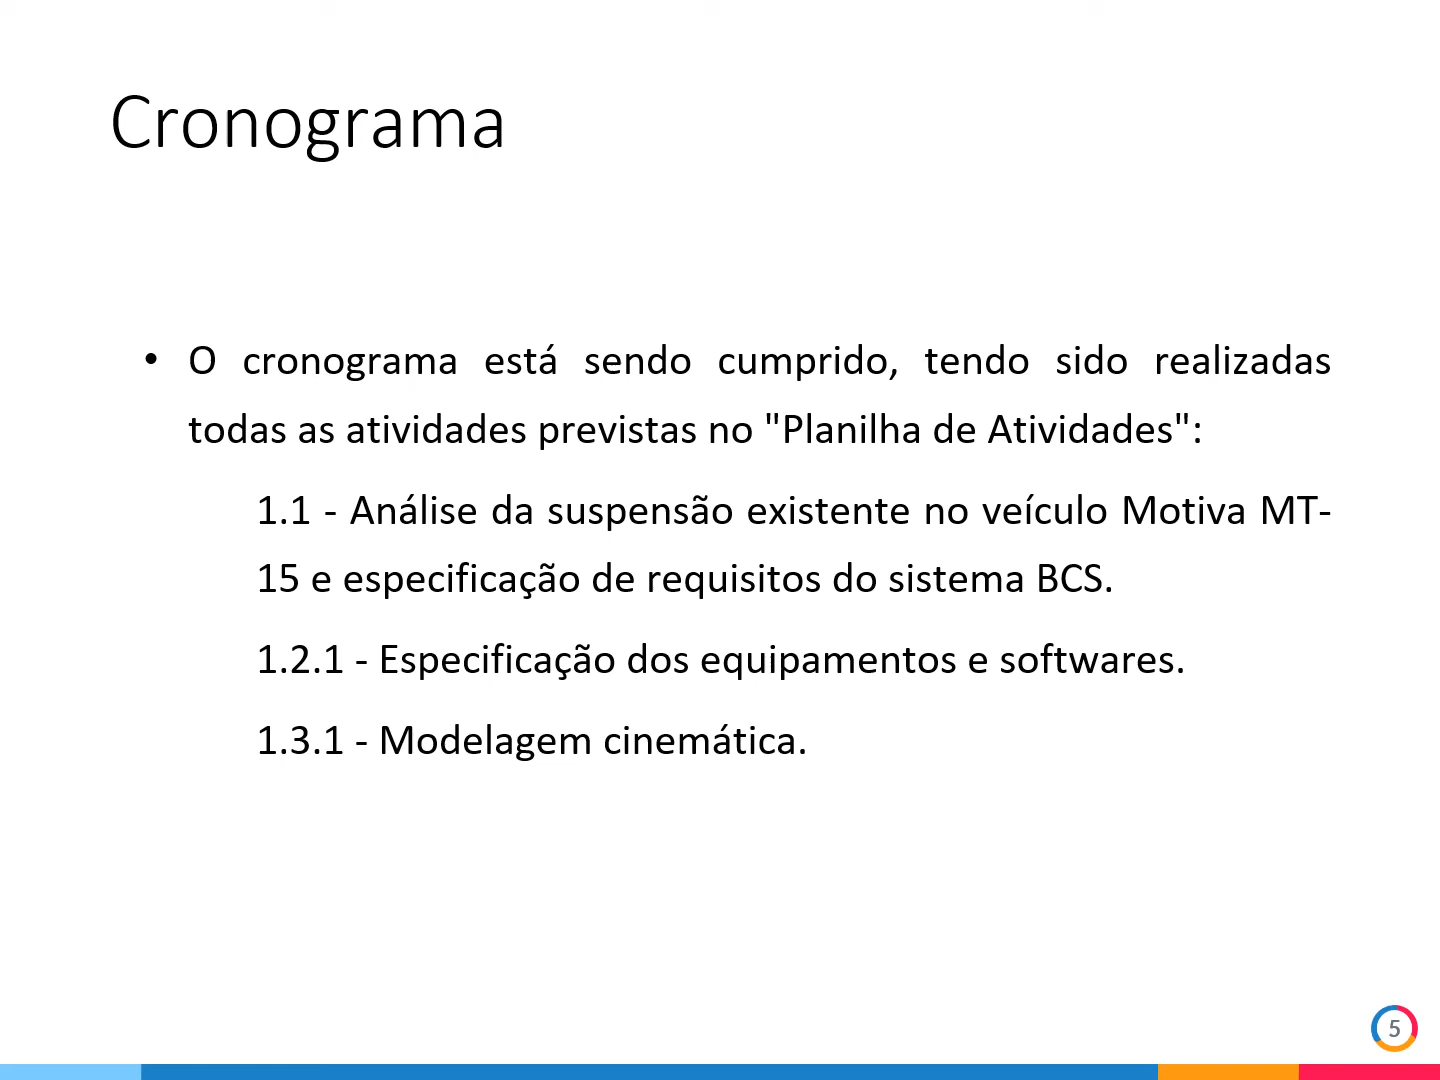 Cronograma
• O cronograma está sendo cumprido, tendo sido realizadas
todas as atividades previstas no "Planilha de Atividades":
1.1 - Análise da suspensão existente no veículo Motiva MT-
15 e especificação de requisitos do sistema BCS.
1.2.1 - Especificação dos equipamentos e softwares.
1.3.1 - Modelagem cinemática.
5